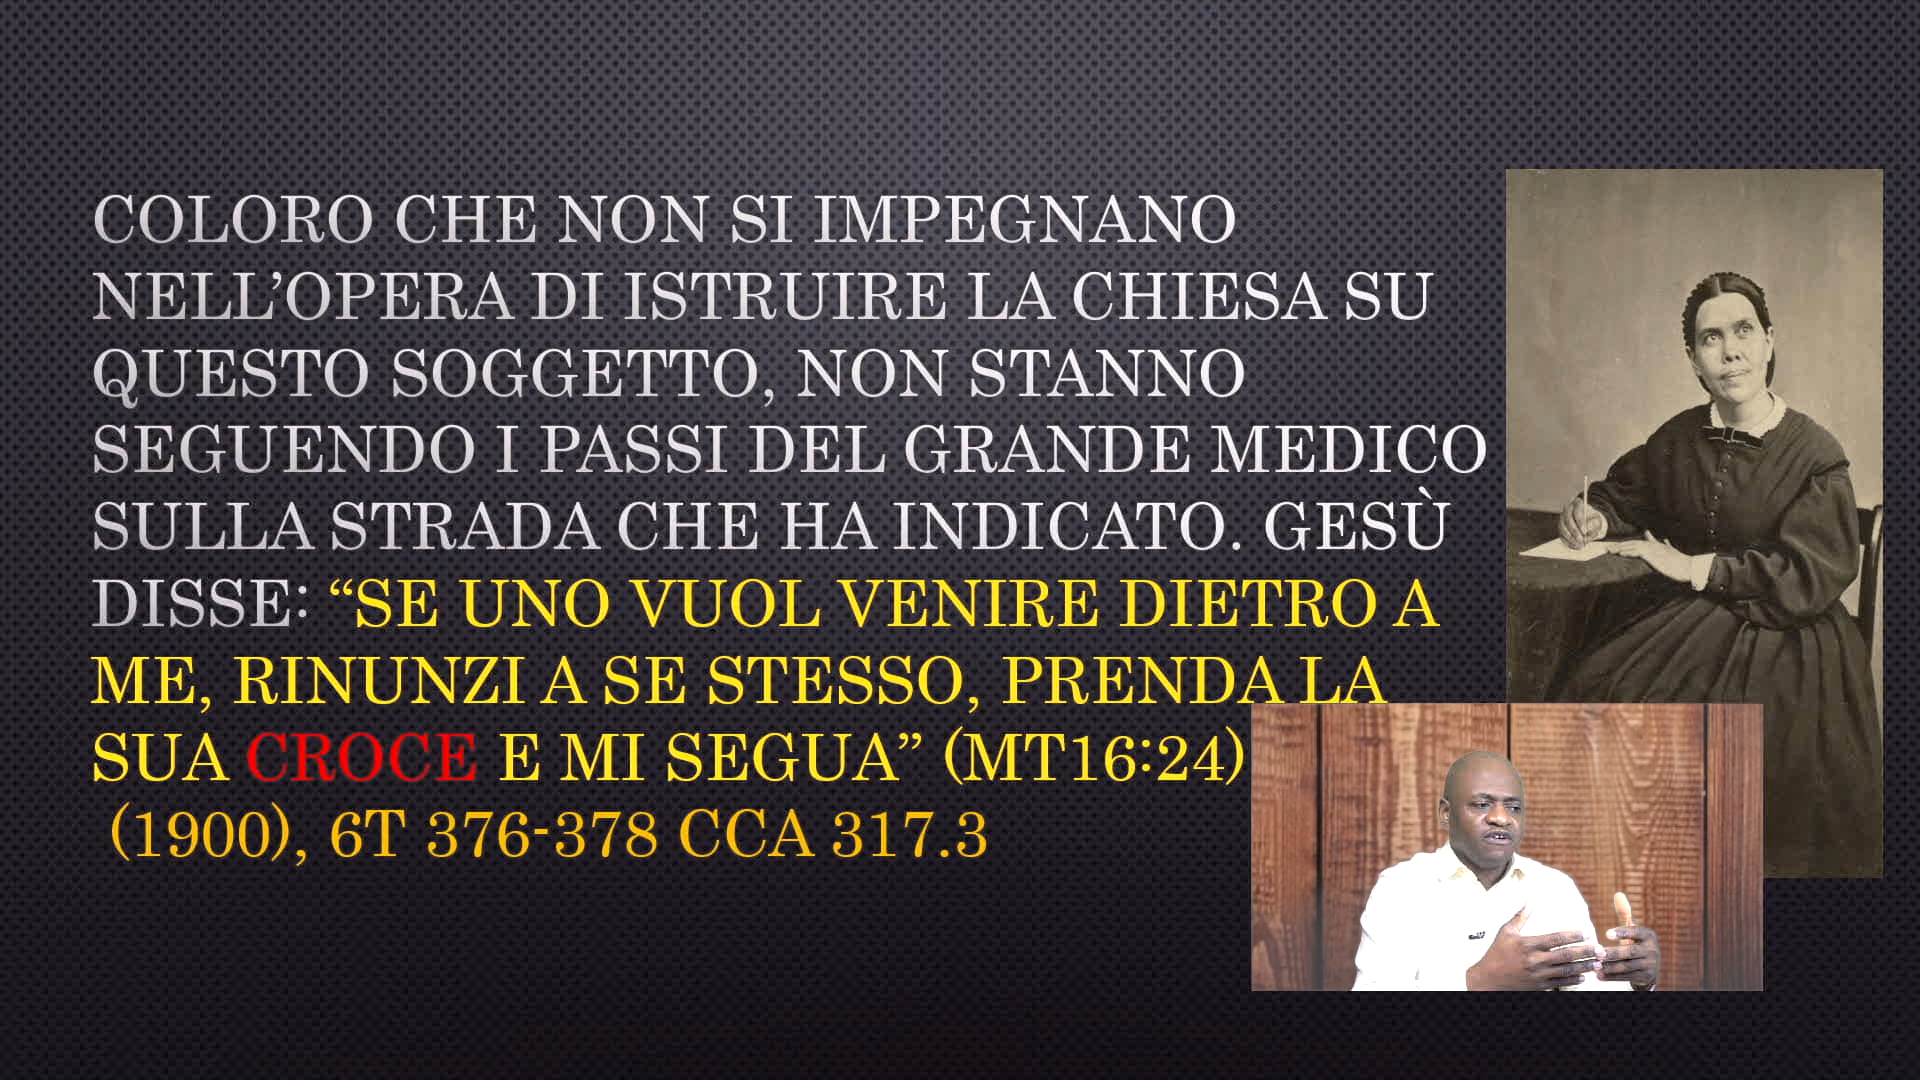 COLORO CHE NON SI IMPEGNANO
NELL’OPERA DI ISTRUIRE LA CHIESA SU
QUESTO SOGGETTO, NON STANNO
SEGUENDO I PASSI DEL GRANDE MEDICO
SULLA STRADA CHE HA INDICATO. GESÙ
DISSE: “SE UNO VUOL VENIRE DIETRO A
ME, RINUNZI A SE STESSO, PRENDA LA
SUA CROCE E MI SEGUA” (MT16:24)
(1900), 6T 376-378 CCA 317.3